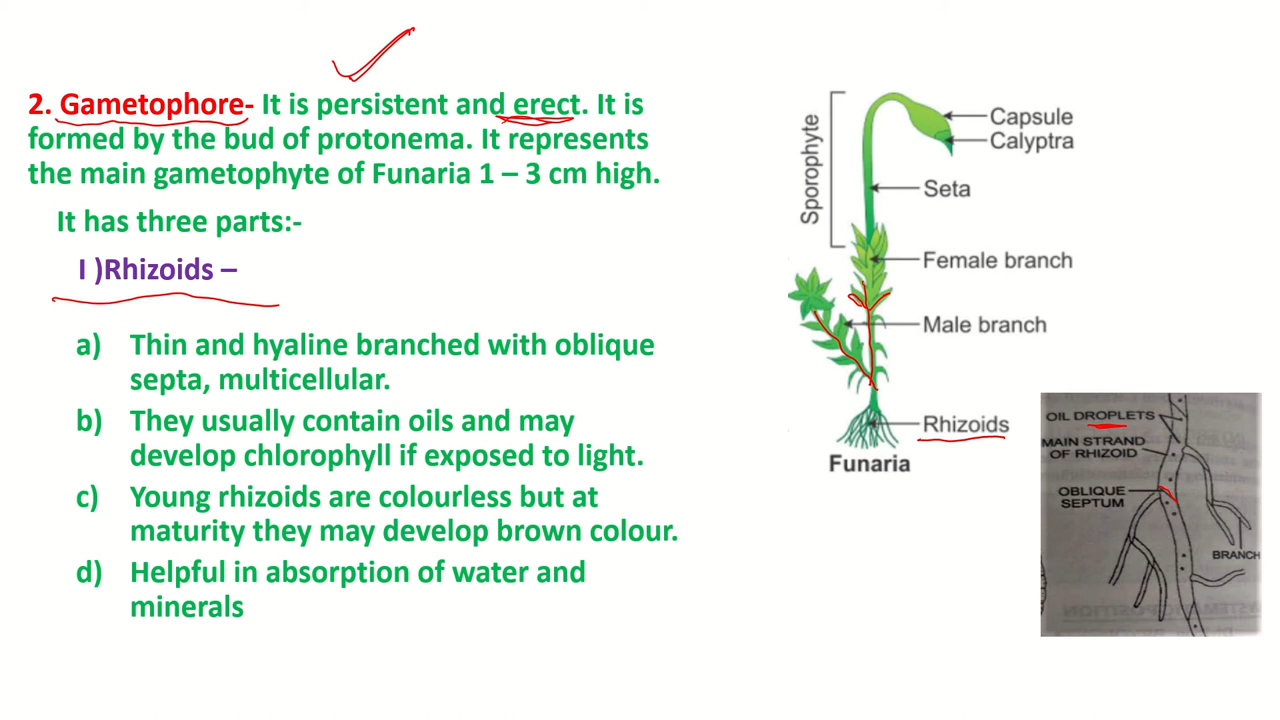 2. Gametophore- It is persistent and erect. It is
formed by the bud of protonema. It represents
the main gametophyte of Funaria 1 – 3 cm high.
It has three parts:-
I )Rhizoids –
a) Thin and hyaline branched with oblique
septa, multicellular.
b) They usually contain oils and may
develop chlorophyll if exposed to light.
c) Young rhizoids are colourless but at
maturity they may develop brown colour.
d) Helpful in absorption of water and
minerals
Sporophyte
Capsule
Calyptra
Seta
Female branch
Male branch
Rhizoids
Funaria
OIL DROPLETS
MAIN STRAND
OF RHIZOID
OBLIQUE
SEPTUM
BRANCH